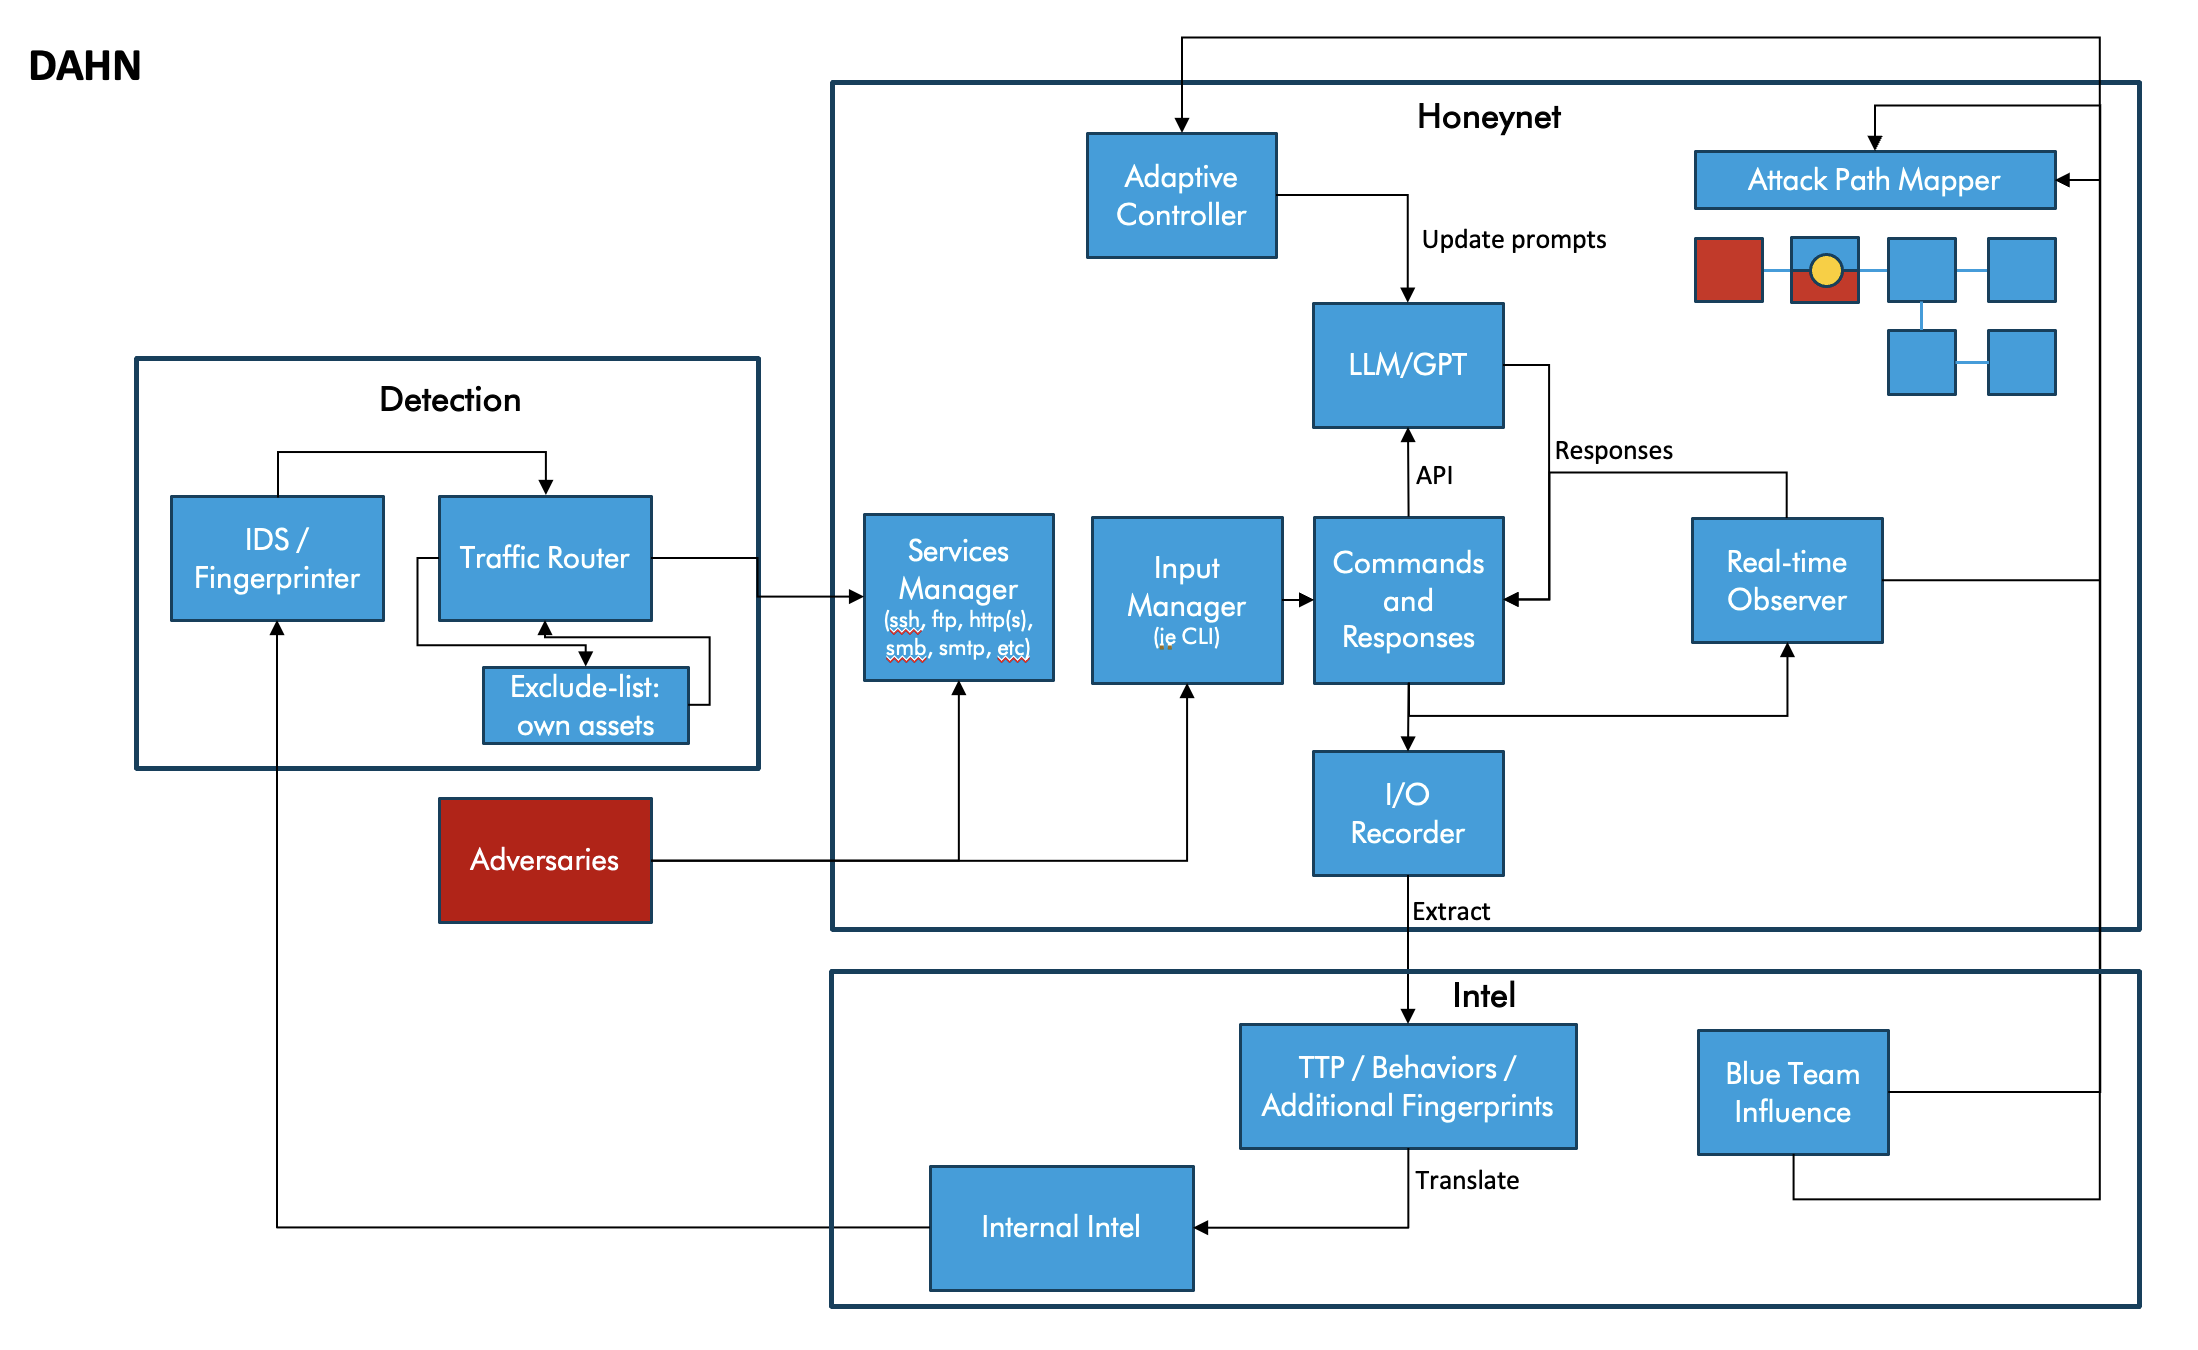 DAHN
Honeynet
Adaptive
Controller
Attack Path Mapper
Update prompts
LLM/GPT
Detection
Responses
API
IDS /
Fingerprinter
Traffic Router
Exclude-list:
own assets
Services
Manager
(ssh, ftp, http(s),
smb, smtp, etc)
Input
Manager
(ie CLI)
Commands
and
Responses
Real-time
Observer
Adversaries
I/O
Recorder
Extract
Intel
TTP / Behaviors /
Additional Fingerprints
Blue Team
Influence
Translate
Internal Intel